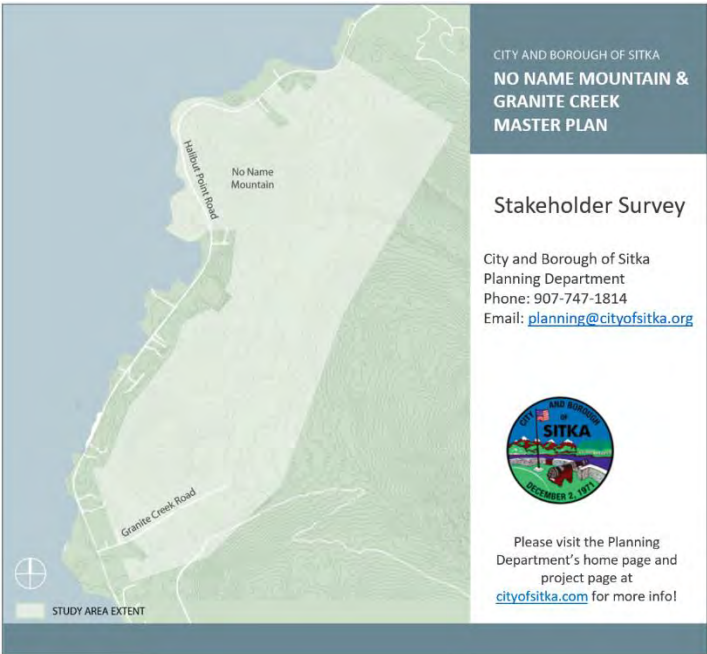 CITY AND BOROUGH OF SITKA
NO NAME MOUNTAIN &
GRANITE CREEK
MASTER PLAN
Halibut Point Road
No Name
Mountain
Granite Creek Road
STUDY AREA EXTENT
Stakeholder Survey
City and Borough of Sitka
Planning Department
Phone: 907-747-1814
Email: planning@cityofsitka.org
CITY AND BOROUGH
OF
SITKA
DECEMBER 2, 1971
Please visit the Planning
Department's home page and
project page at
cityofsitka.com for more info!